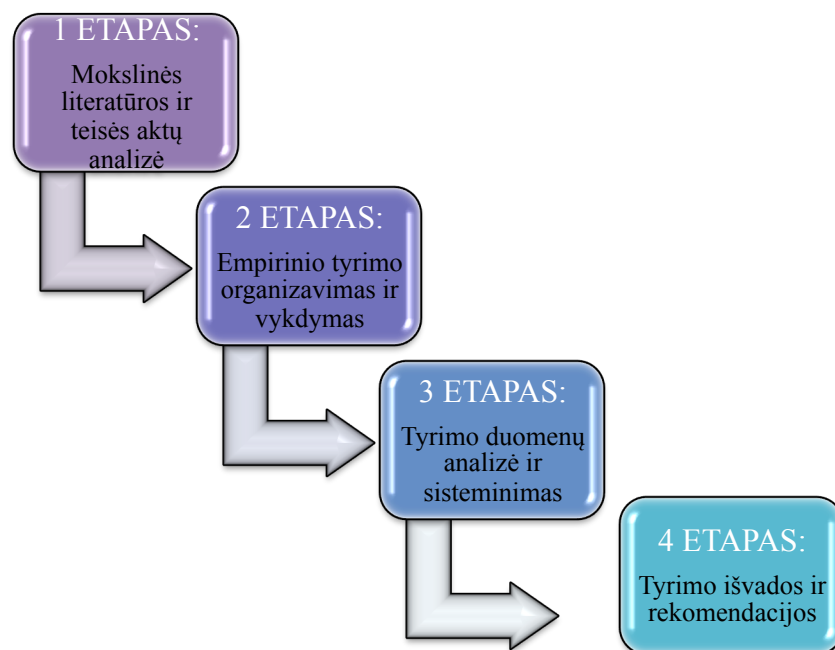 1 ETAPAS:
Mokslinės
literatūros ir
teisės aktų
analizė
2 ETAPAS:
Empirinio tyrimo
organizavimas ir
vykdymas
3 ETAPAS:
Tyrimo duomenų
analizė ir
sisteminimas
4 ETAPAS:
Tyrimo išvados ir
rekomendacijos